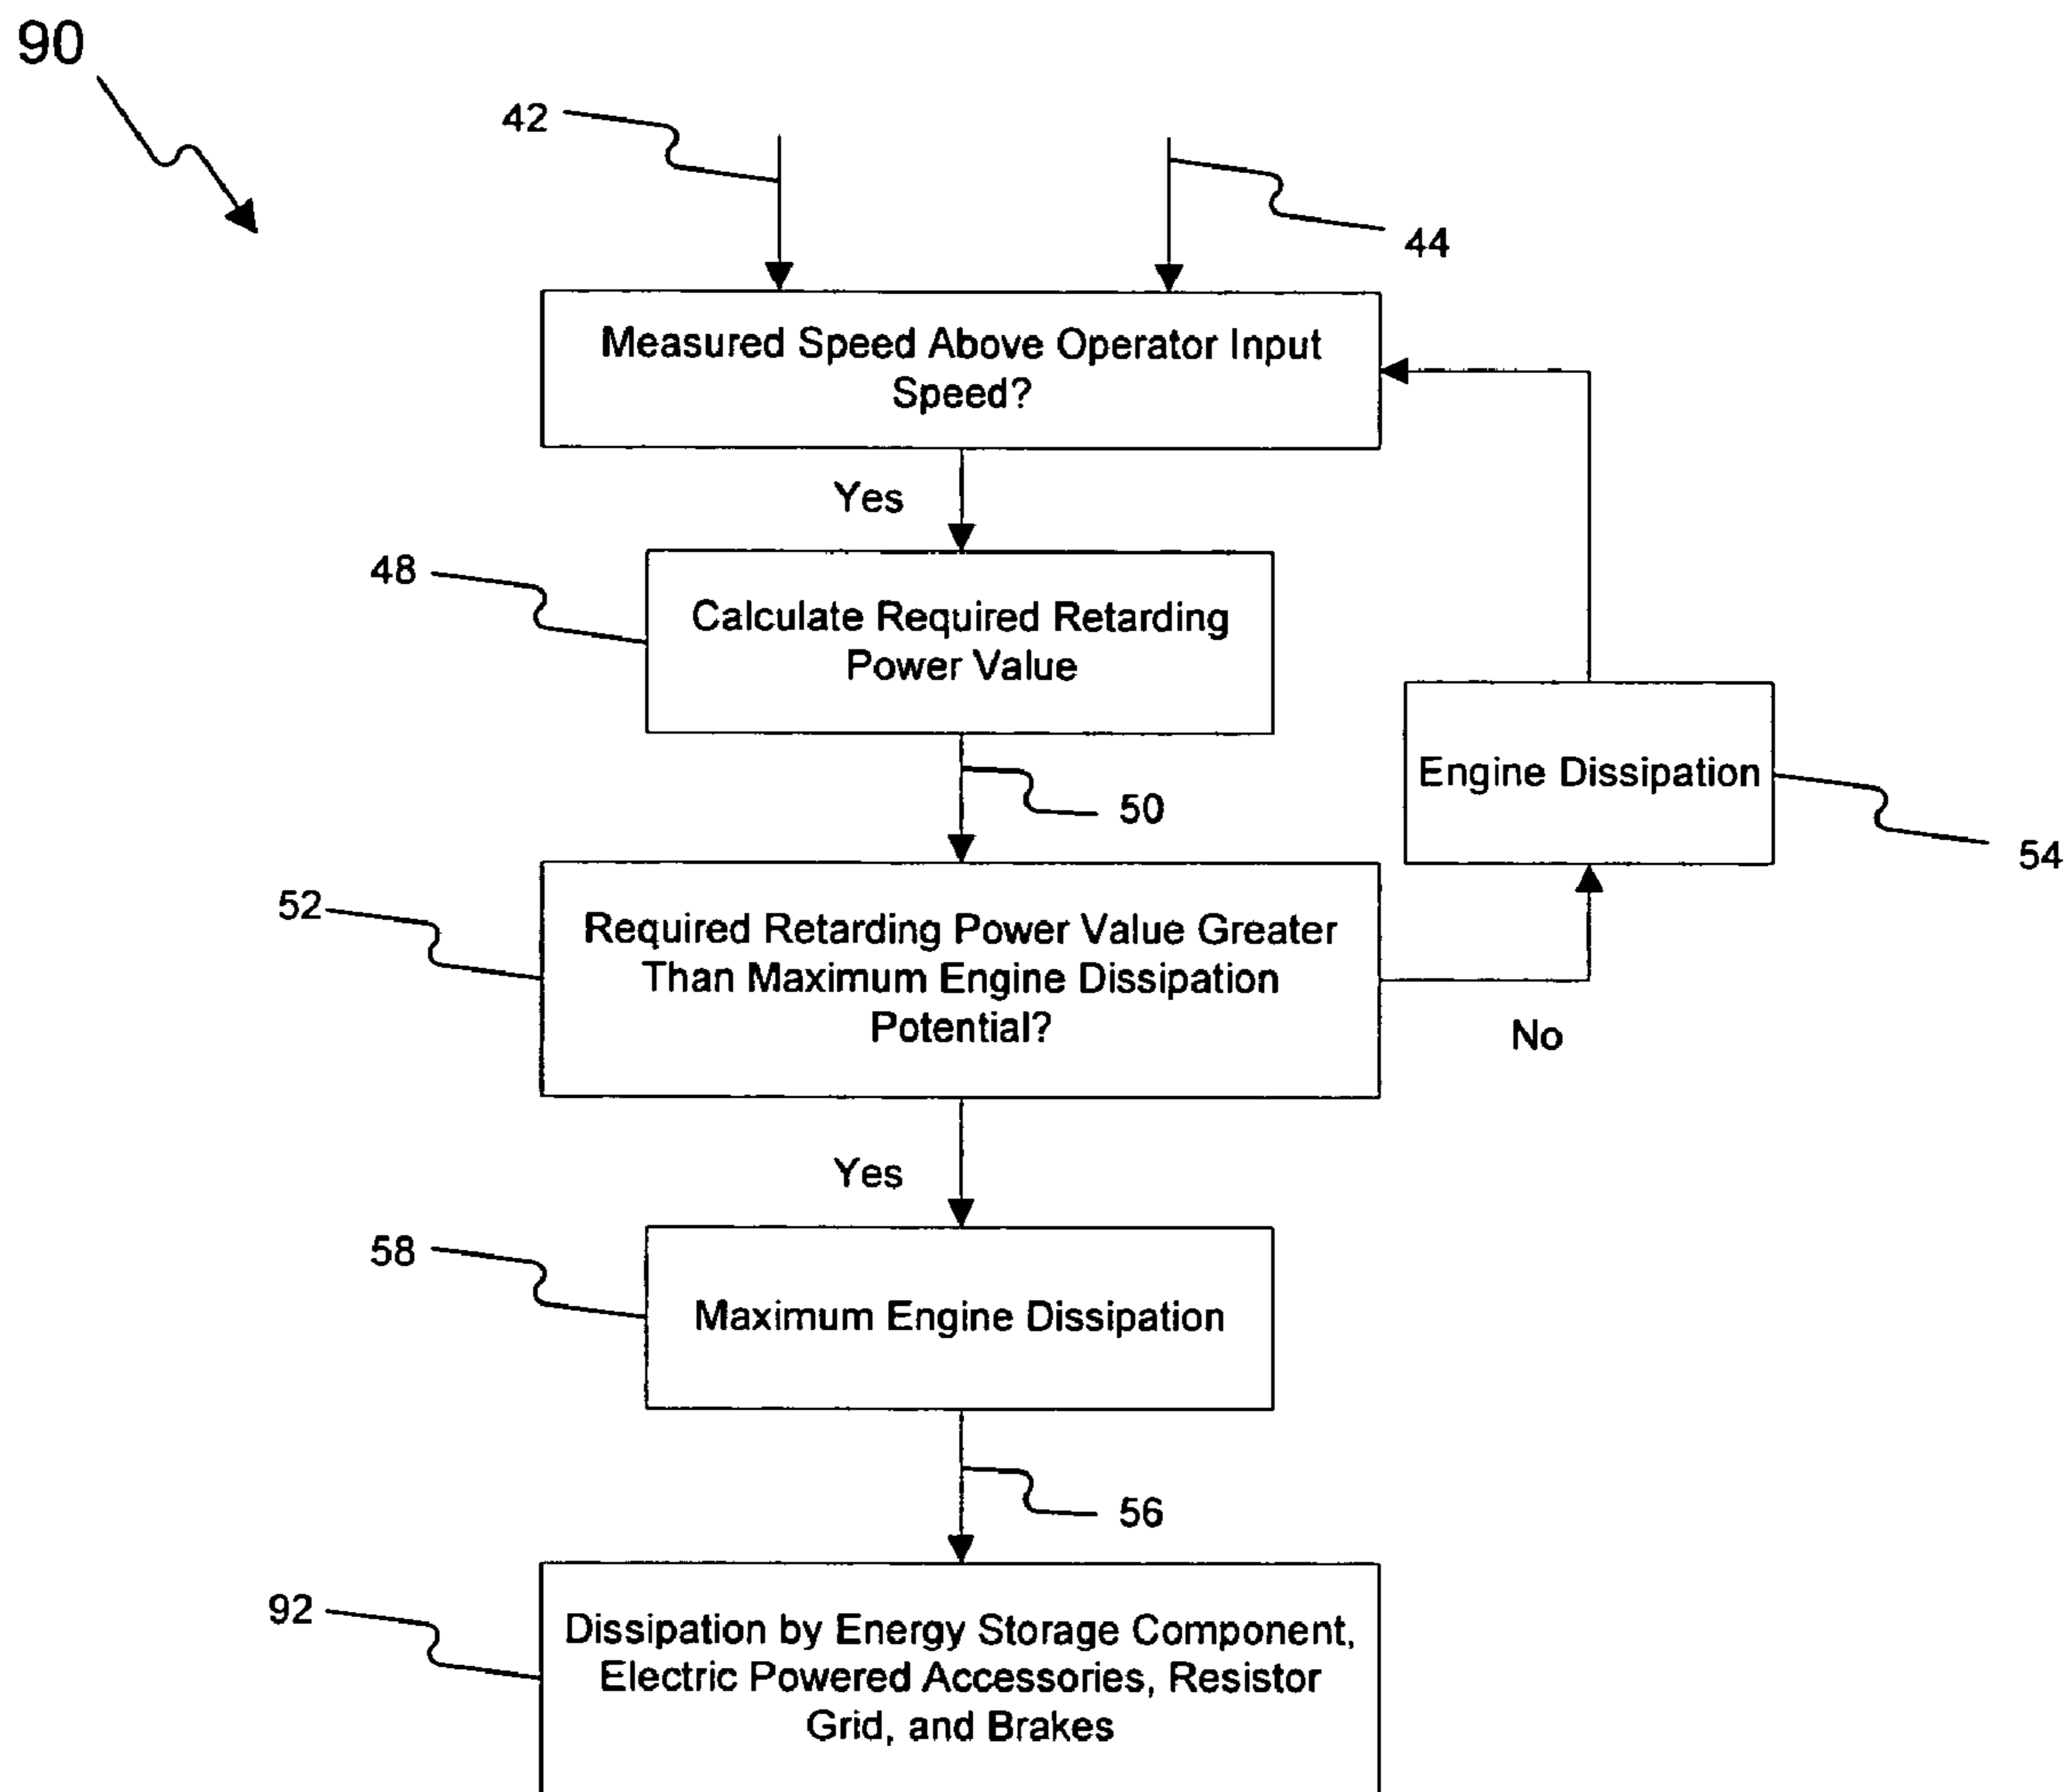 90
42
44
Measured Speed Above Operator Input
Speed?
Yes
48
Calculate Required Retarding
Power Value
Engine Dissipation
50
54
52
Required Retarding Power Value Greater
Than Maximum Engine Dissipation
Potential?
No
Yes
58
Maximum Engine Dissipation
56
92
Dissipation by Energy Storage Component,
Electric Powered Accessories, Resistor
Grid, and Brakes